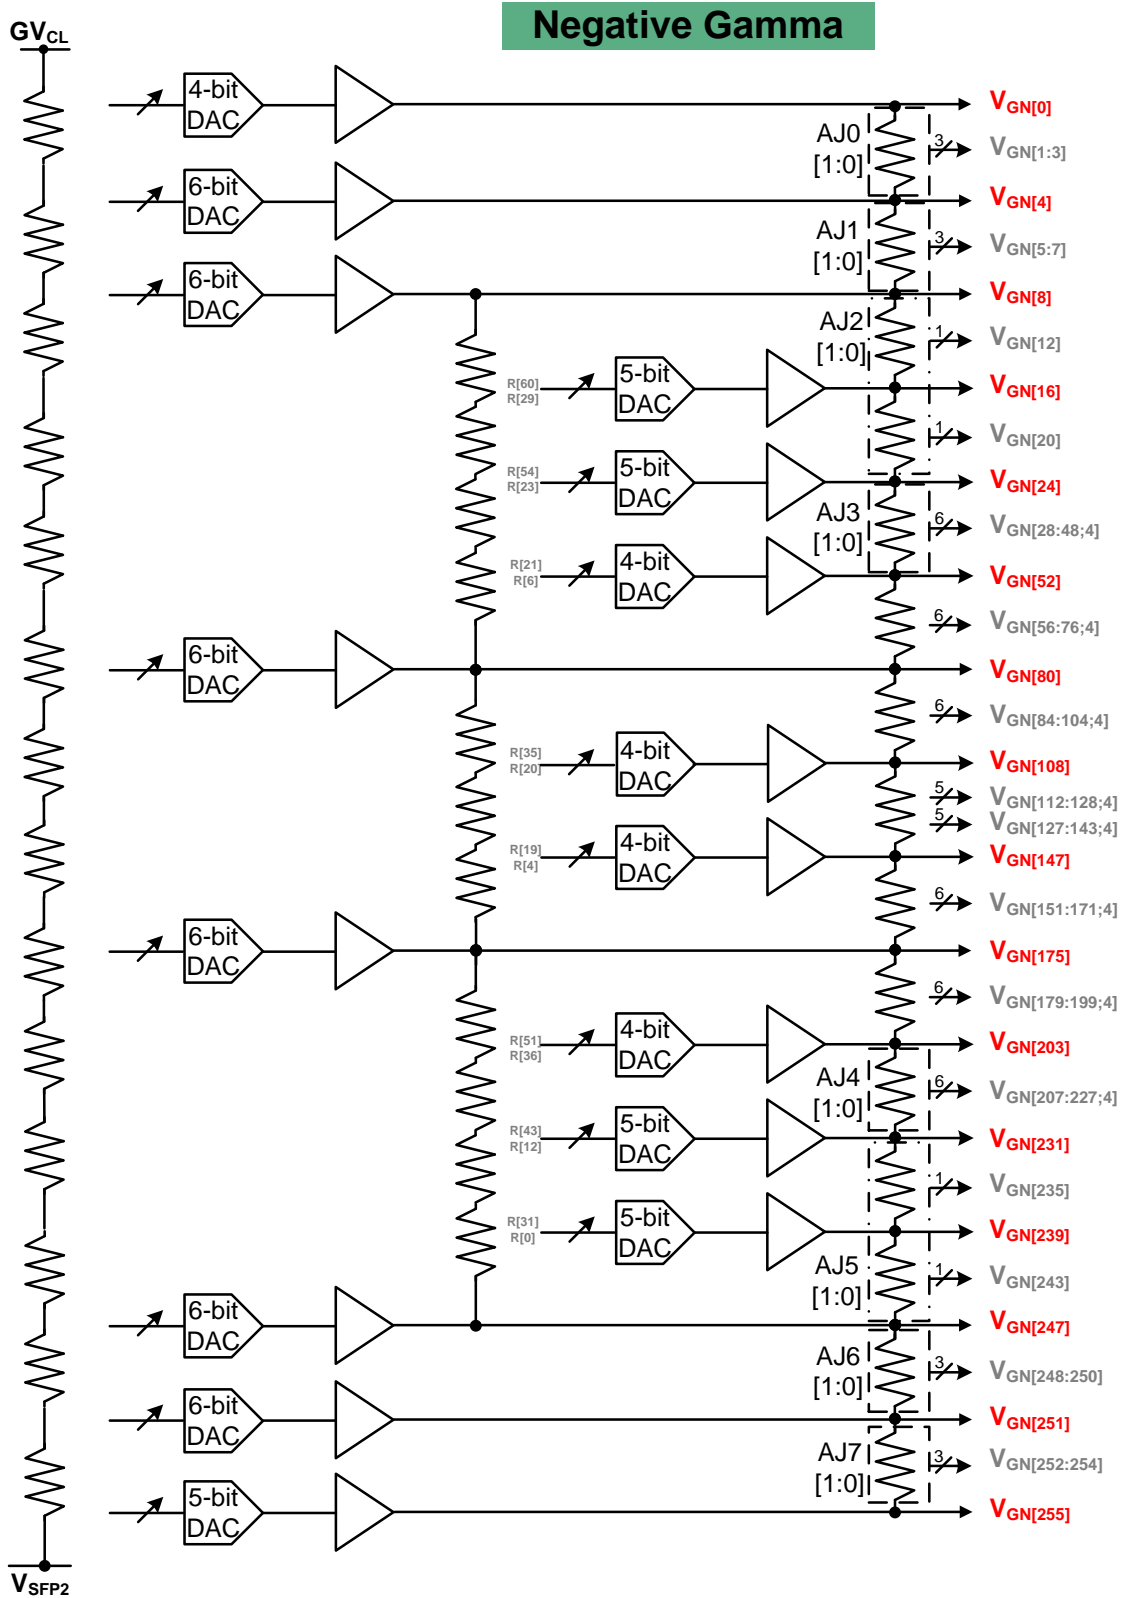 Negative Gamma
GVCL
4-bit
DAC
VGN[0]
AJ0
[1:0]
3
VGN[1:3]
6-bit
DAC
VGN[4]
AJ1
[1:0]
3
VGN[5:7]
6-bit
DAC
VGN[8]
AJ2
[1:0]
1
VGN[12]
R[60]
R[29]
5-bit
DAC
VGN[16]
1
VGN[20]
R[54]
R[23]
5-bit
DAC
VGN[24]
AJ3
[1:0]
6
VGN[28:48;4]
R[21]
R[6]
4-bit
DAC
VGN[52]
6
VGN[56:76;4]
6-bit
DAC
VGN[80]
6
VGN[84:104;4]
R[35]
R[20]
4-bit
DAC
VGN[108]
5
VGN[112:128;4]
5
VGN[127:143;4]
R[19]
R[4]
4-bit
DAC
VGN[147]
6
VGN[151:171;4]
6-bit
DAC
VGN[175]
6
VGN[179:199;4]
R[51]
R[36]
4-bit
DAC
VGN[203]
AJ4
[1:0]
6
VGN[207:227;4]
R[43]
R[12]
5-bit
DAC
VGN[231]
1
VGN[235]
R[31]
R[0]
5-bit
DAC
VGN[239]
AJ5
[1:0]
1
VGN[243]
6-bit
DAC
VGN[247]
AJ6
[1:0]
3
VGN[248:250]
6-bit
DAC
VGN[251]
AJ7
[1:0]
3
VGN[252:254]
5-bit
DAC
VGN[255]
VSFP2